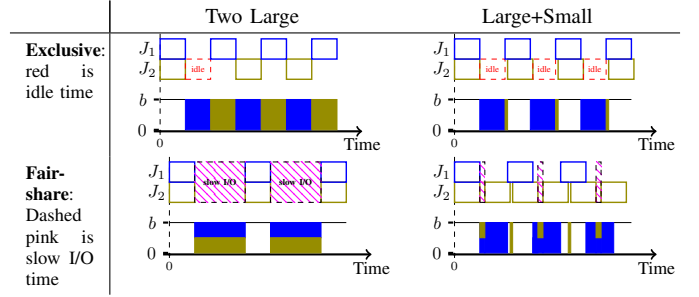 Two Large Large+Small
Exclusive:
red is
idle time
J1
J2
idle
b
0
0
Time
J1
J2
idle idle idle
b
0
0
Time
Fair-
share:
Dashed
pink is
slow I/O
time
J1
J2
slow I/O slow I/O
b
0
0
Time
J1
J2
b
0
0
Time